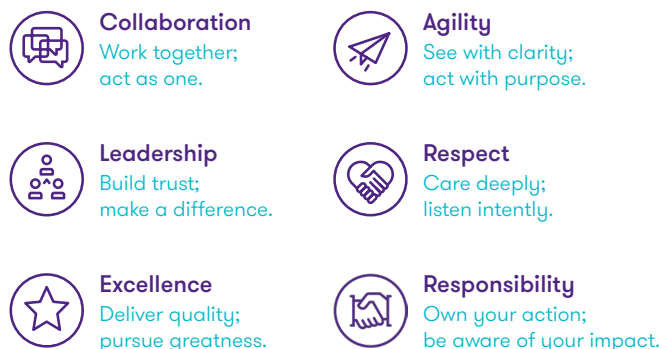 Collaboration
Work together;
act as one.
Agility
See with clarity;
act with purpose.
Leadership
Build trust;
make a difference.
Respect
Care deeply;
listen intently.
Excellence
Deliver quality;
pursue greatness.
Responsibility
Own your action;
be aware of your impact.